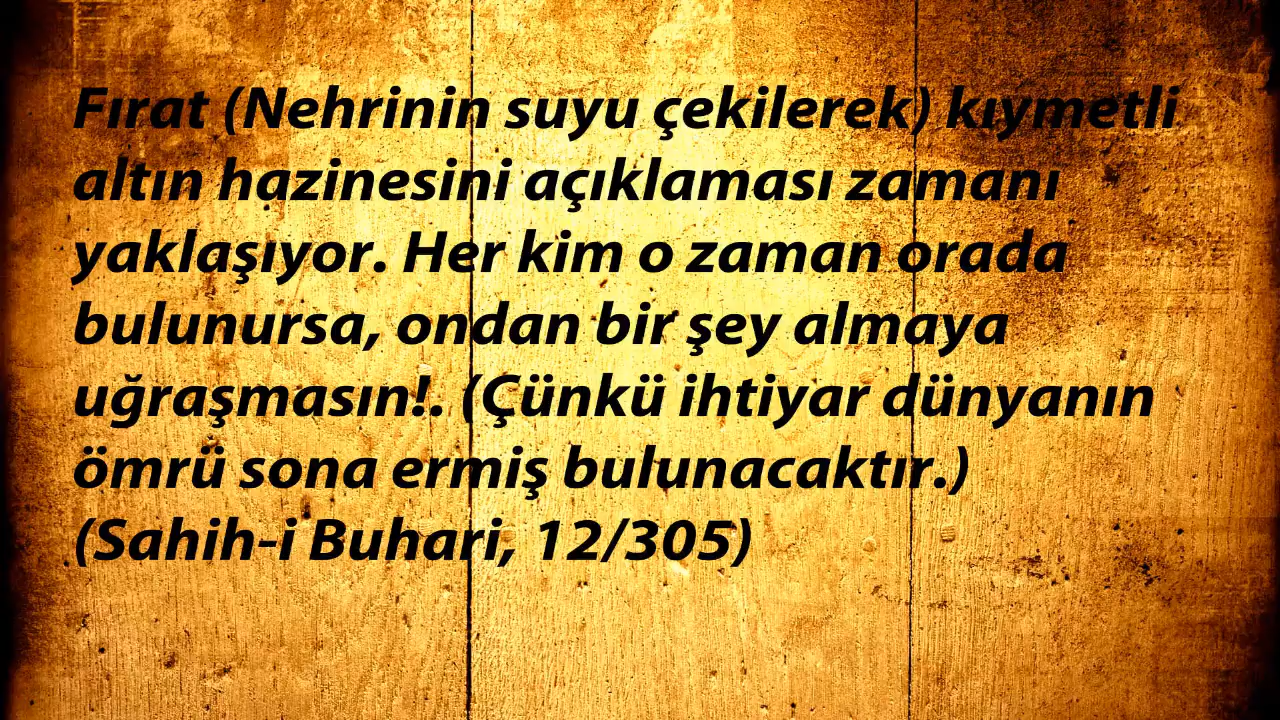 Fırat (Nehrinin suyu çekilerek) kıymetli
altın hazinesini açıklaması zamanı
yaklaşıyor. Her kim o zaman orada
bulunursa, ondan bir şey almaya
uğraşmasın!. (Çünkü ihtiyar dünyanın
ömrü sona ermiş bulunacaktır.)
(Sahih-i Buhari, 12/305)